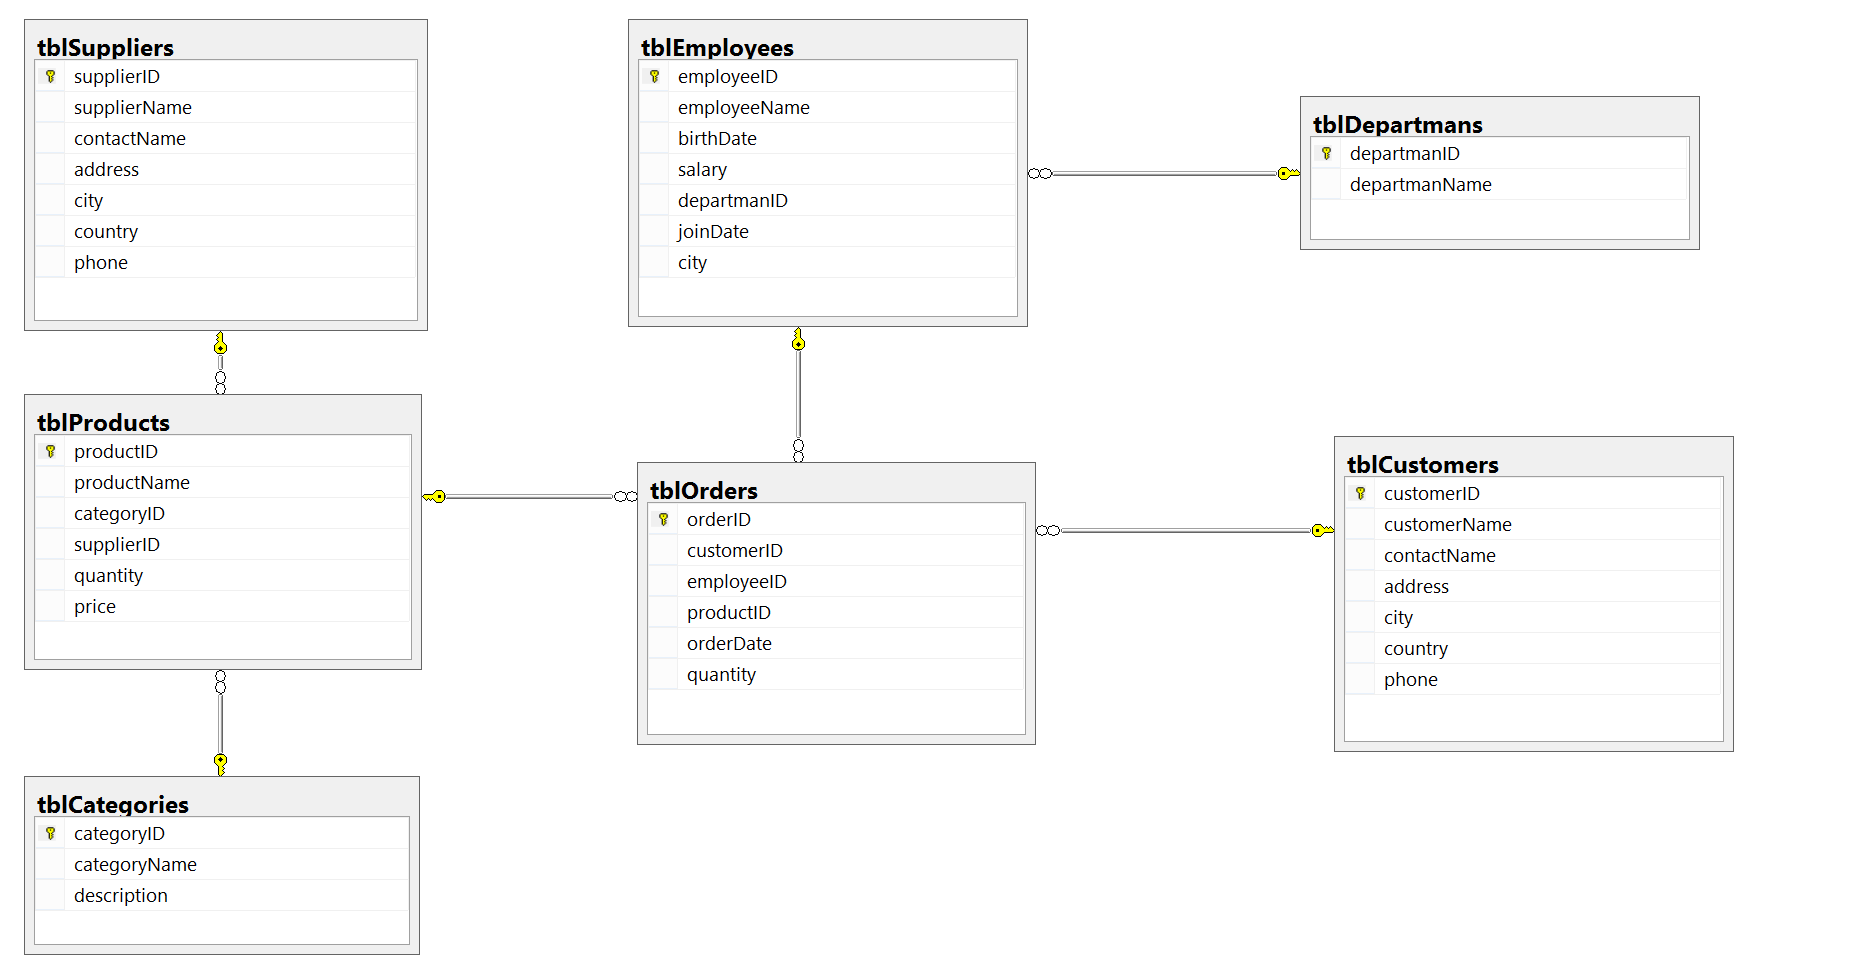 tblSuppliers
supplierID
supplierName
contactName
address
city
country
phone
tblEmployees
employeeID
employeeName
birthDate
salary
departmanID
joinDate
city
tblDepartmans
departmanID
departmanName
tblProducts
productID
productName
categoryID
supplierID
quantity
price
tblOrders
orderID
customerID
employeeID
productID
orderDate
quantity
tblCustomers
customerID
customerName
contactName
address
city
country
phone
tblCategories
categoryID
categoryName
description